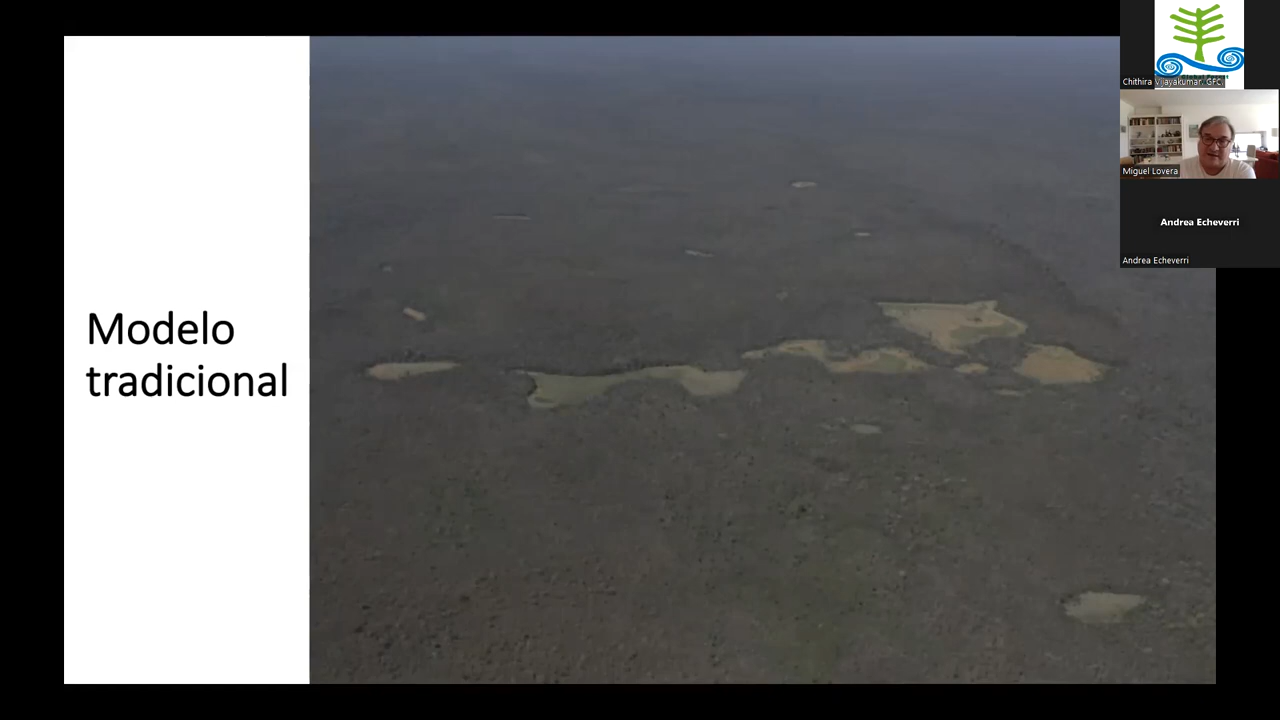 Modelo
tradicional
Chithira Vijayakumar, GFC
Miguel Lovera
Andrea Echeverri
Andrea Echeverri